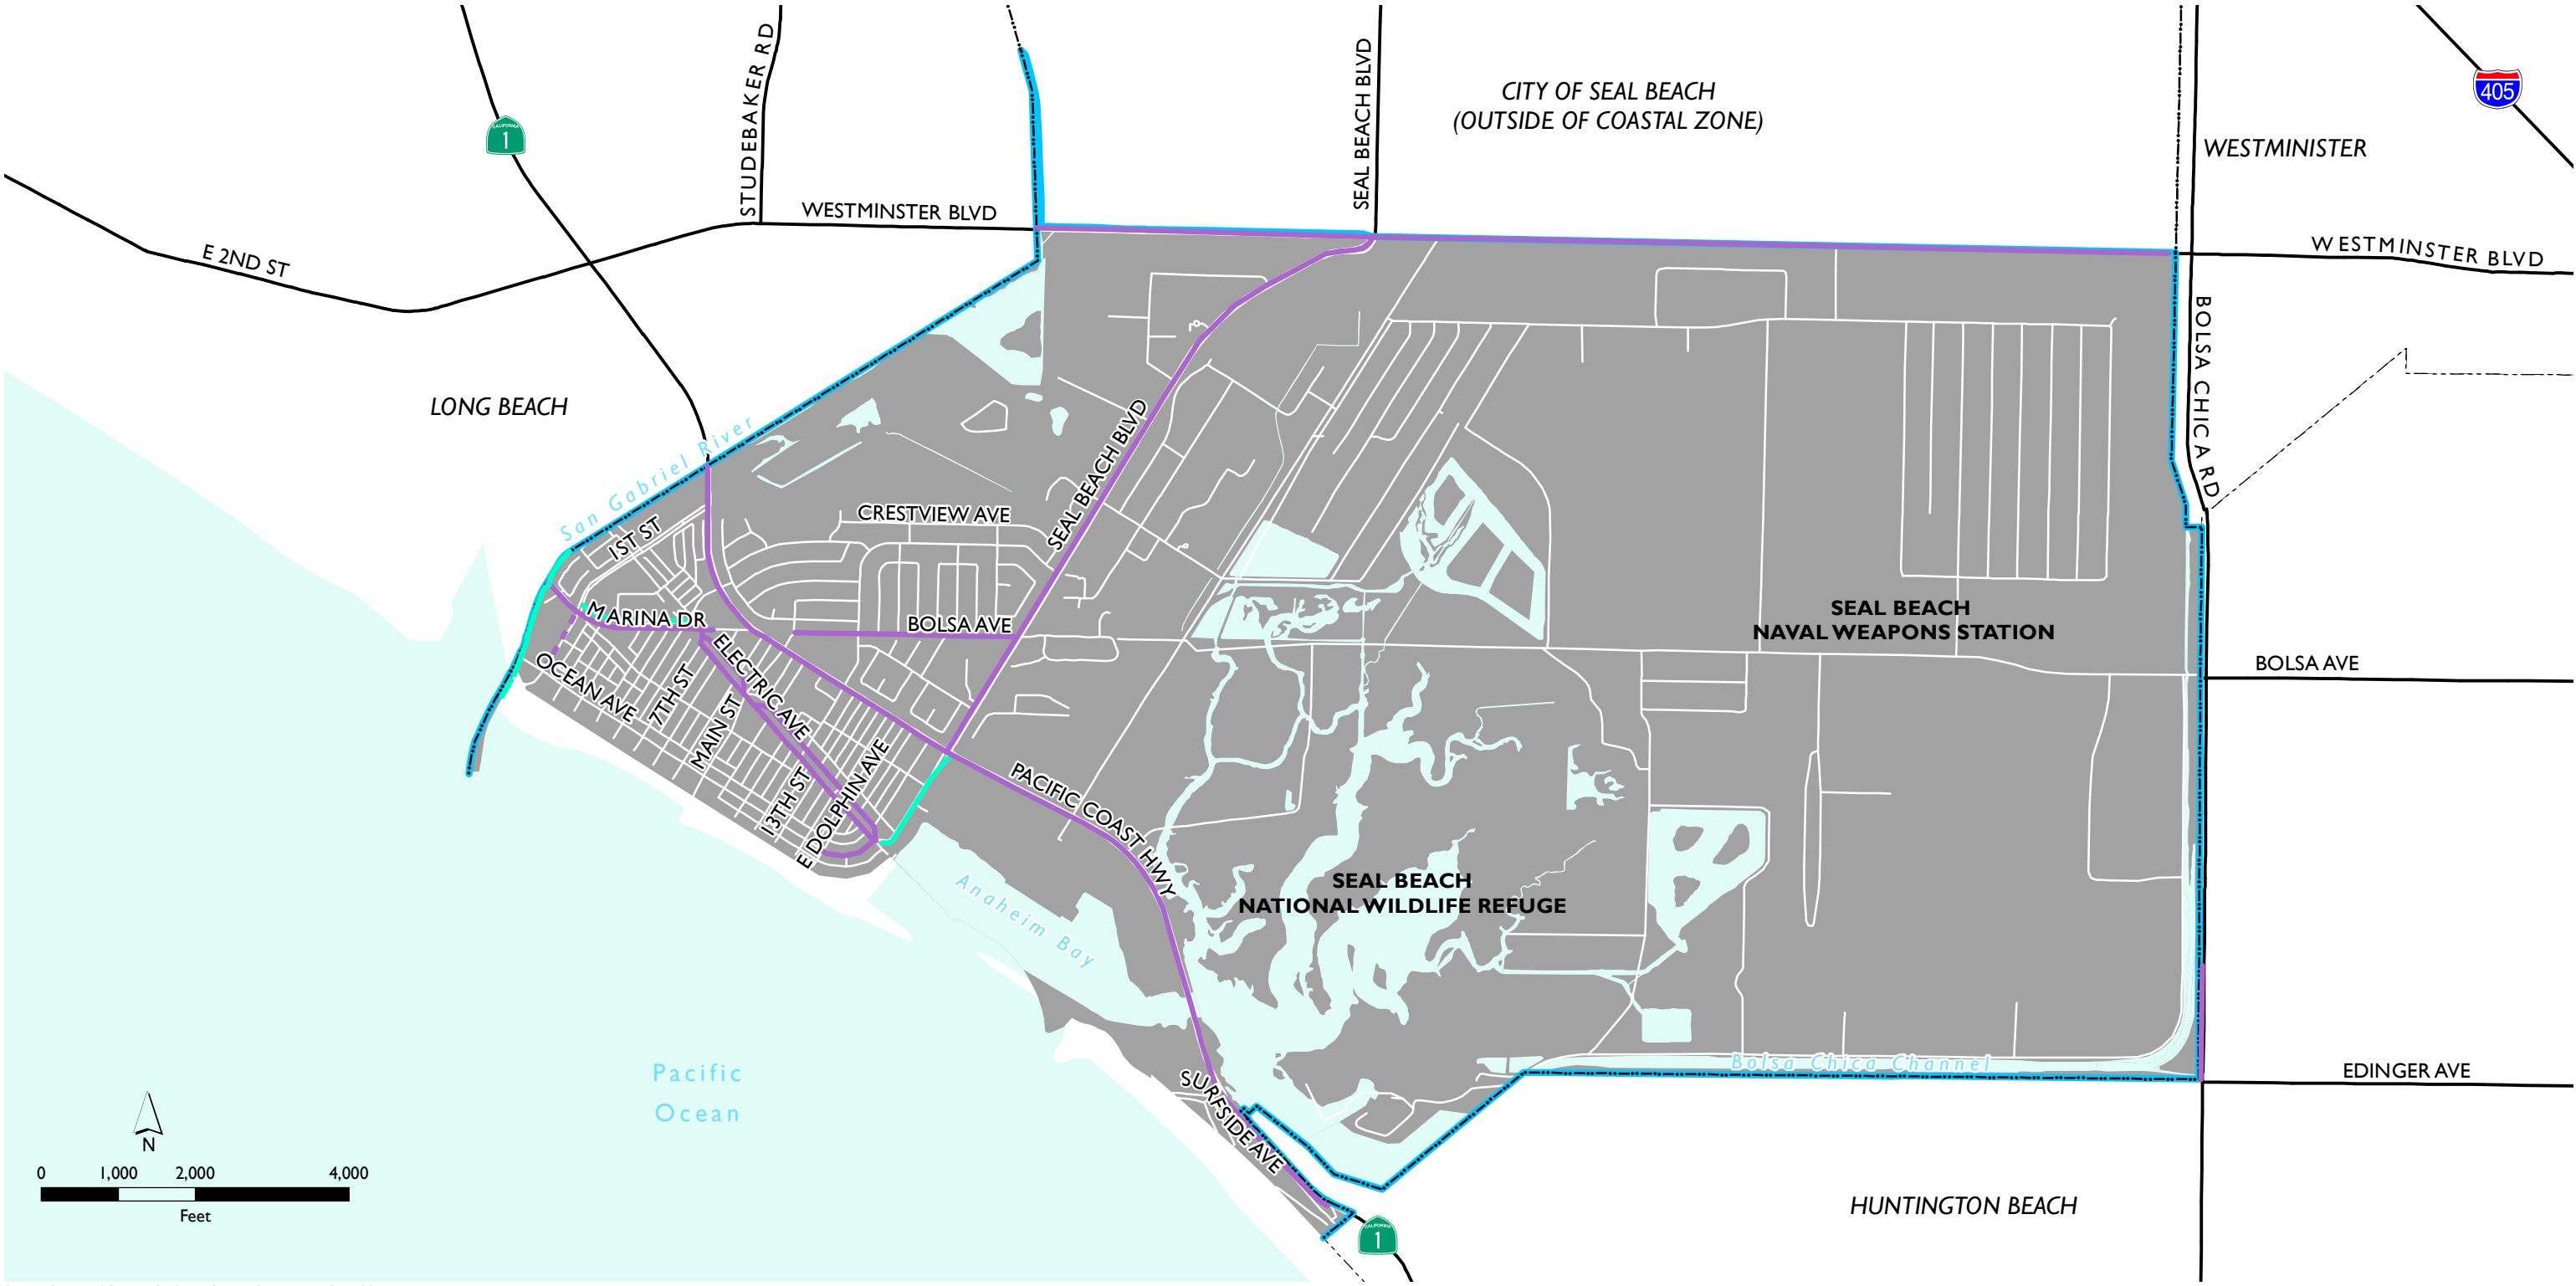 STUDEBAKER RD
SEAL BEACH BLVD
CITY OF SEAL BEACH
(OUTSIDE OF COASTAL ZONE)
405
CALIFORNIA
1
WESTMINISTER
WESTMINSTER BLVD
E 2ND ST
WESTMINSTER BLVD
BOLSA CHICA RD
LONG BEACH
San Gabriel River
SEAL BEACH BLVD
CRESTVIEW AVE
1ST ST
MARINA DR
BOLSA AVE
SEAL BEACH
NAVAL WEAPONS STATION
BOLSA AVE
OCEAN AVE
7TH ST
ELECTRIC AVE
MAIN ST
13TH ST
E DOLPHIN AVE
PACIFIC COAST HWY
SEAL BEACH
NATIONAL WILDLIFE REFUGE
Anaheim Bay
Pacific
Ocean
Bolsa Chica Channel
EDINGER AVE
SURFSIDE AVE
N
0 1,000 2,000 4,000
Feet
HUNTINGTON BEACH
CALIFORNIA
1